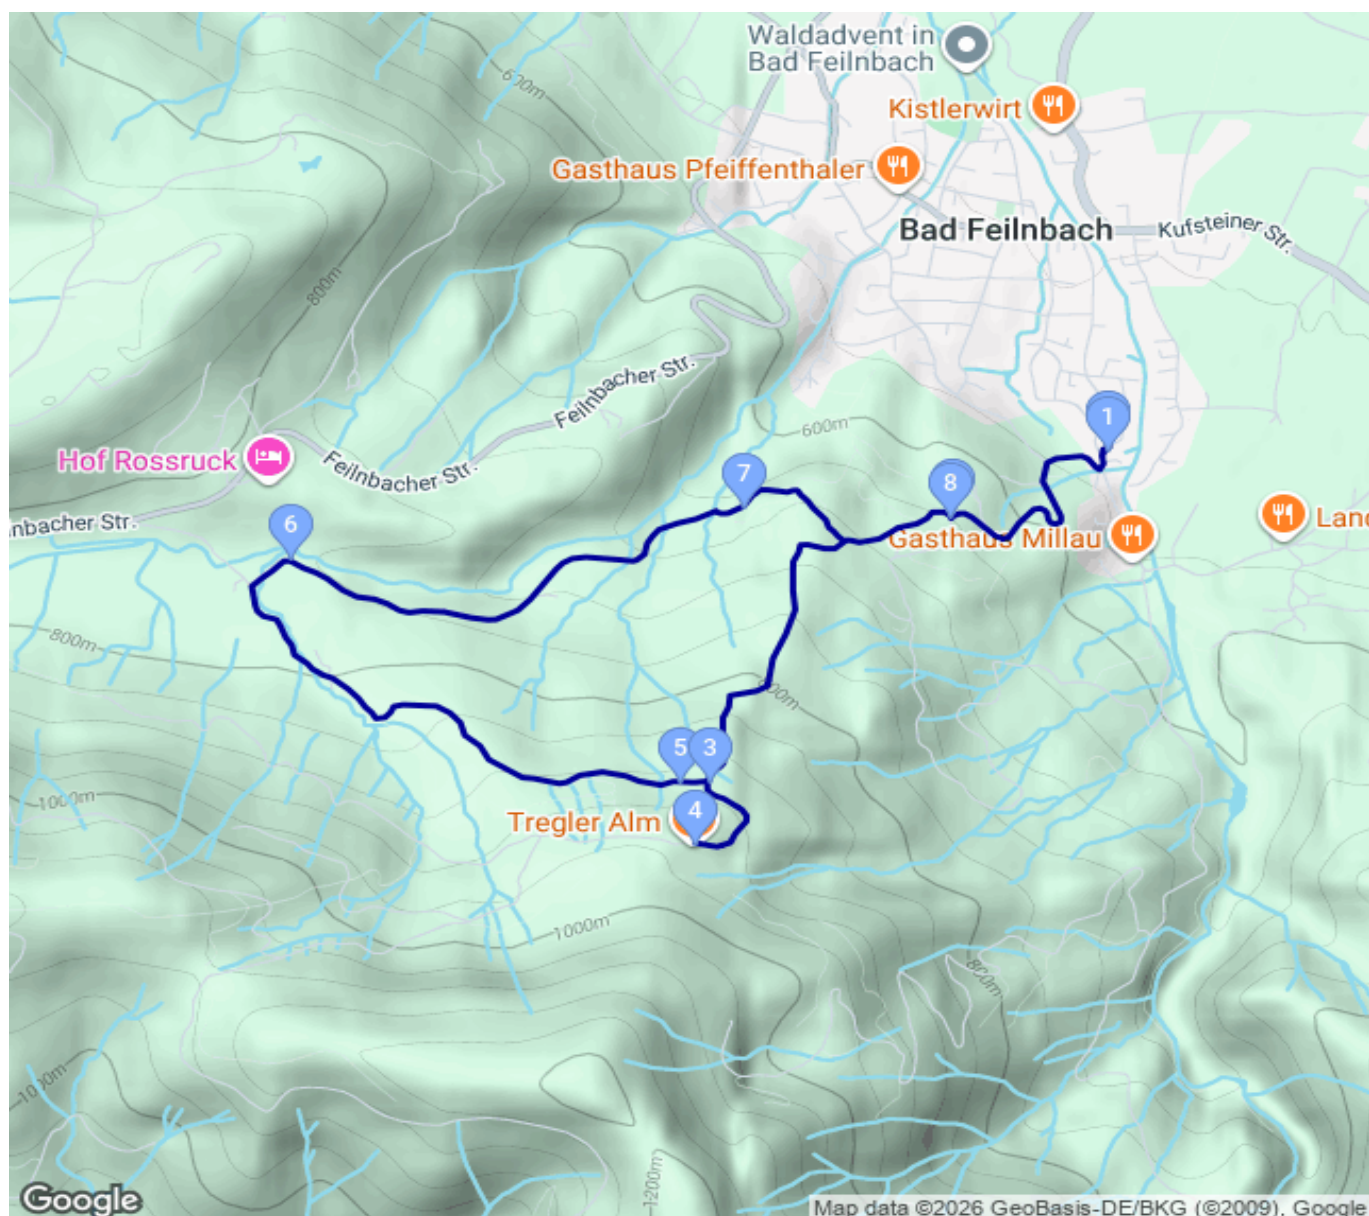 Waldadvent in
Bad Feilnbach
600m
Kistlerwirt
Gasthaus Pfeiffenthaler
Bad Feilnbach
Kufsteiner Str.
800m
Feilnbacher Str.
1
600m
Hof Rossruck
Feilnbacher Str.
7
8
nbacher Str.
6
Gasthaus Millau
Land
800m
800m
5
3
1000m
Tregler Alm
4
1000m
800m
1000m
1200m
Google
Map data ©2026 GeoBasis-DE/BKG (©2009), Google